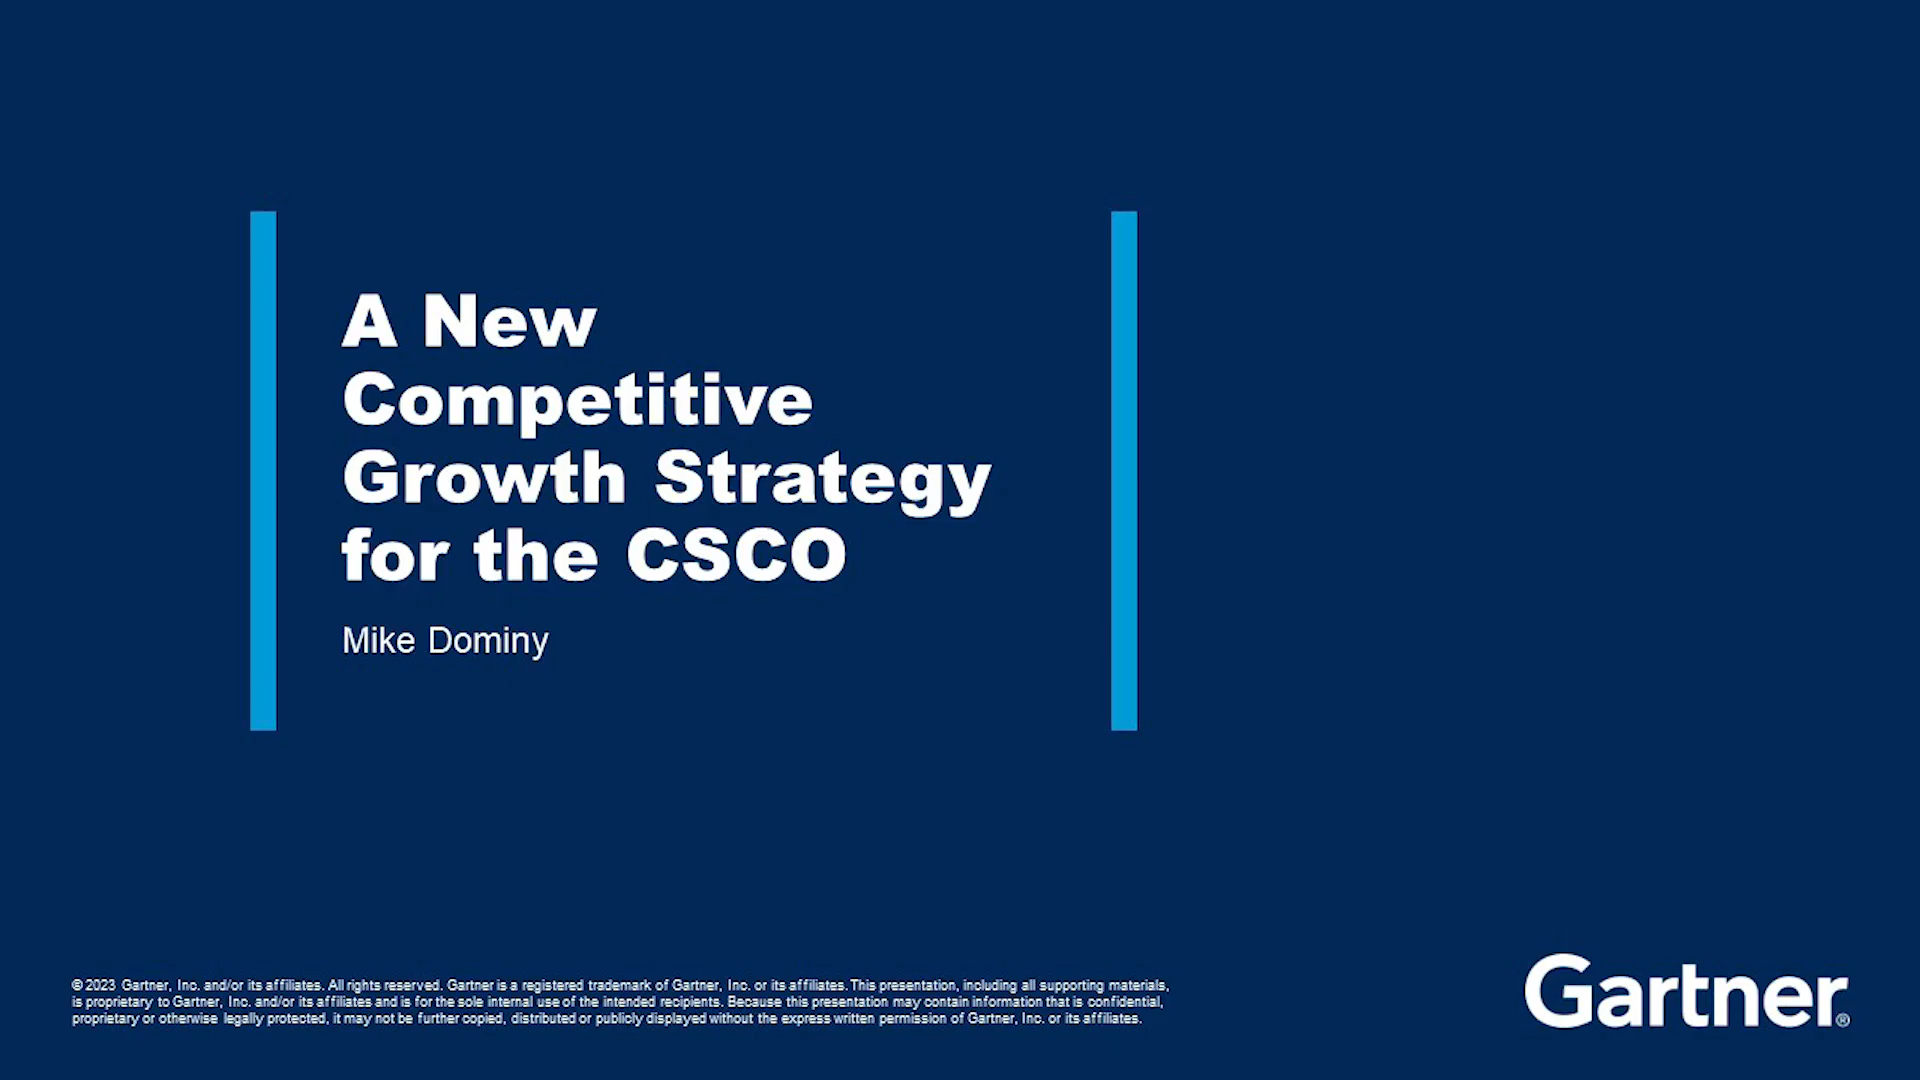 A New
Competitive
Growth Strategy
for the CSCO
Mike Dominy
© 2023 Gartner, Inc. and/or its affiliates. All rights reserved. Gartner is a registered trademark of Gartner, Inc. or its affiliates. This presentation, including all supporting materials,
is proprietary to Gartner, Inc. and/or its affiliates and is for the sole internal use of the intended recipients. Because this presentation may contain information that is confidential,
proprietary or otherwise legally protected, it may not be further copied, distributed or publicly displayed without the express written permission of Gartner, Inc. or its affiliates.
Gartner®